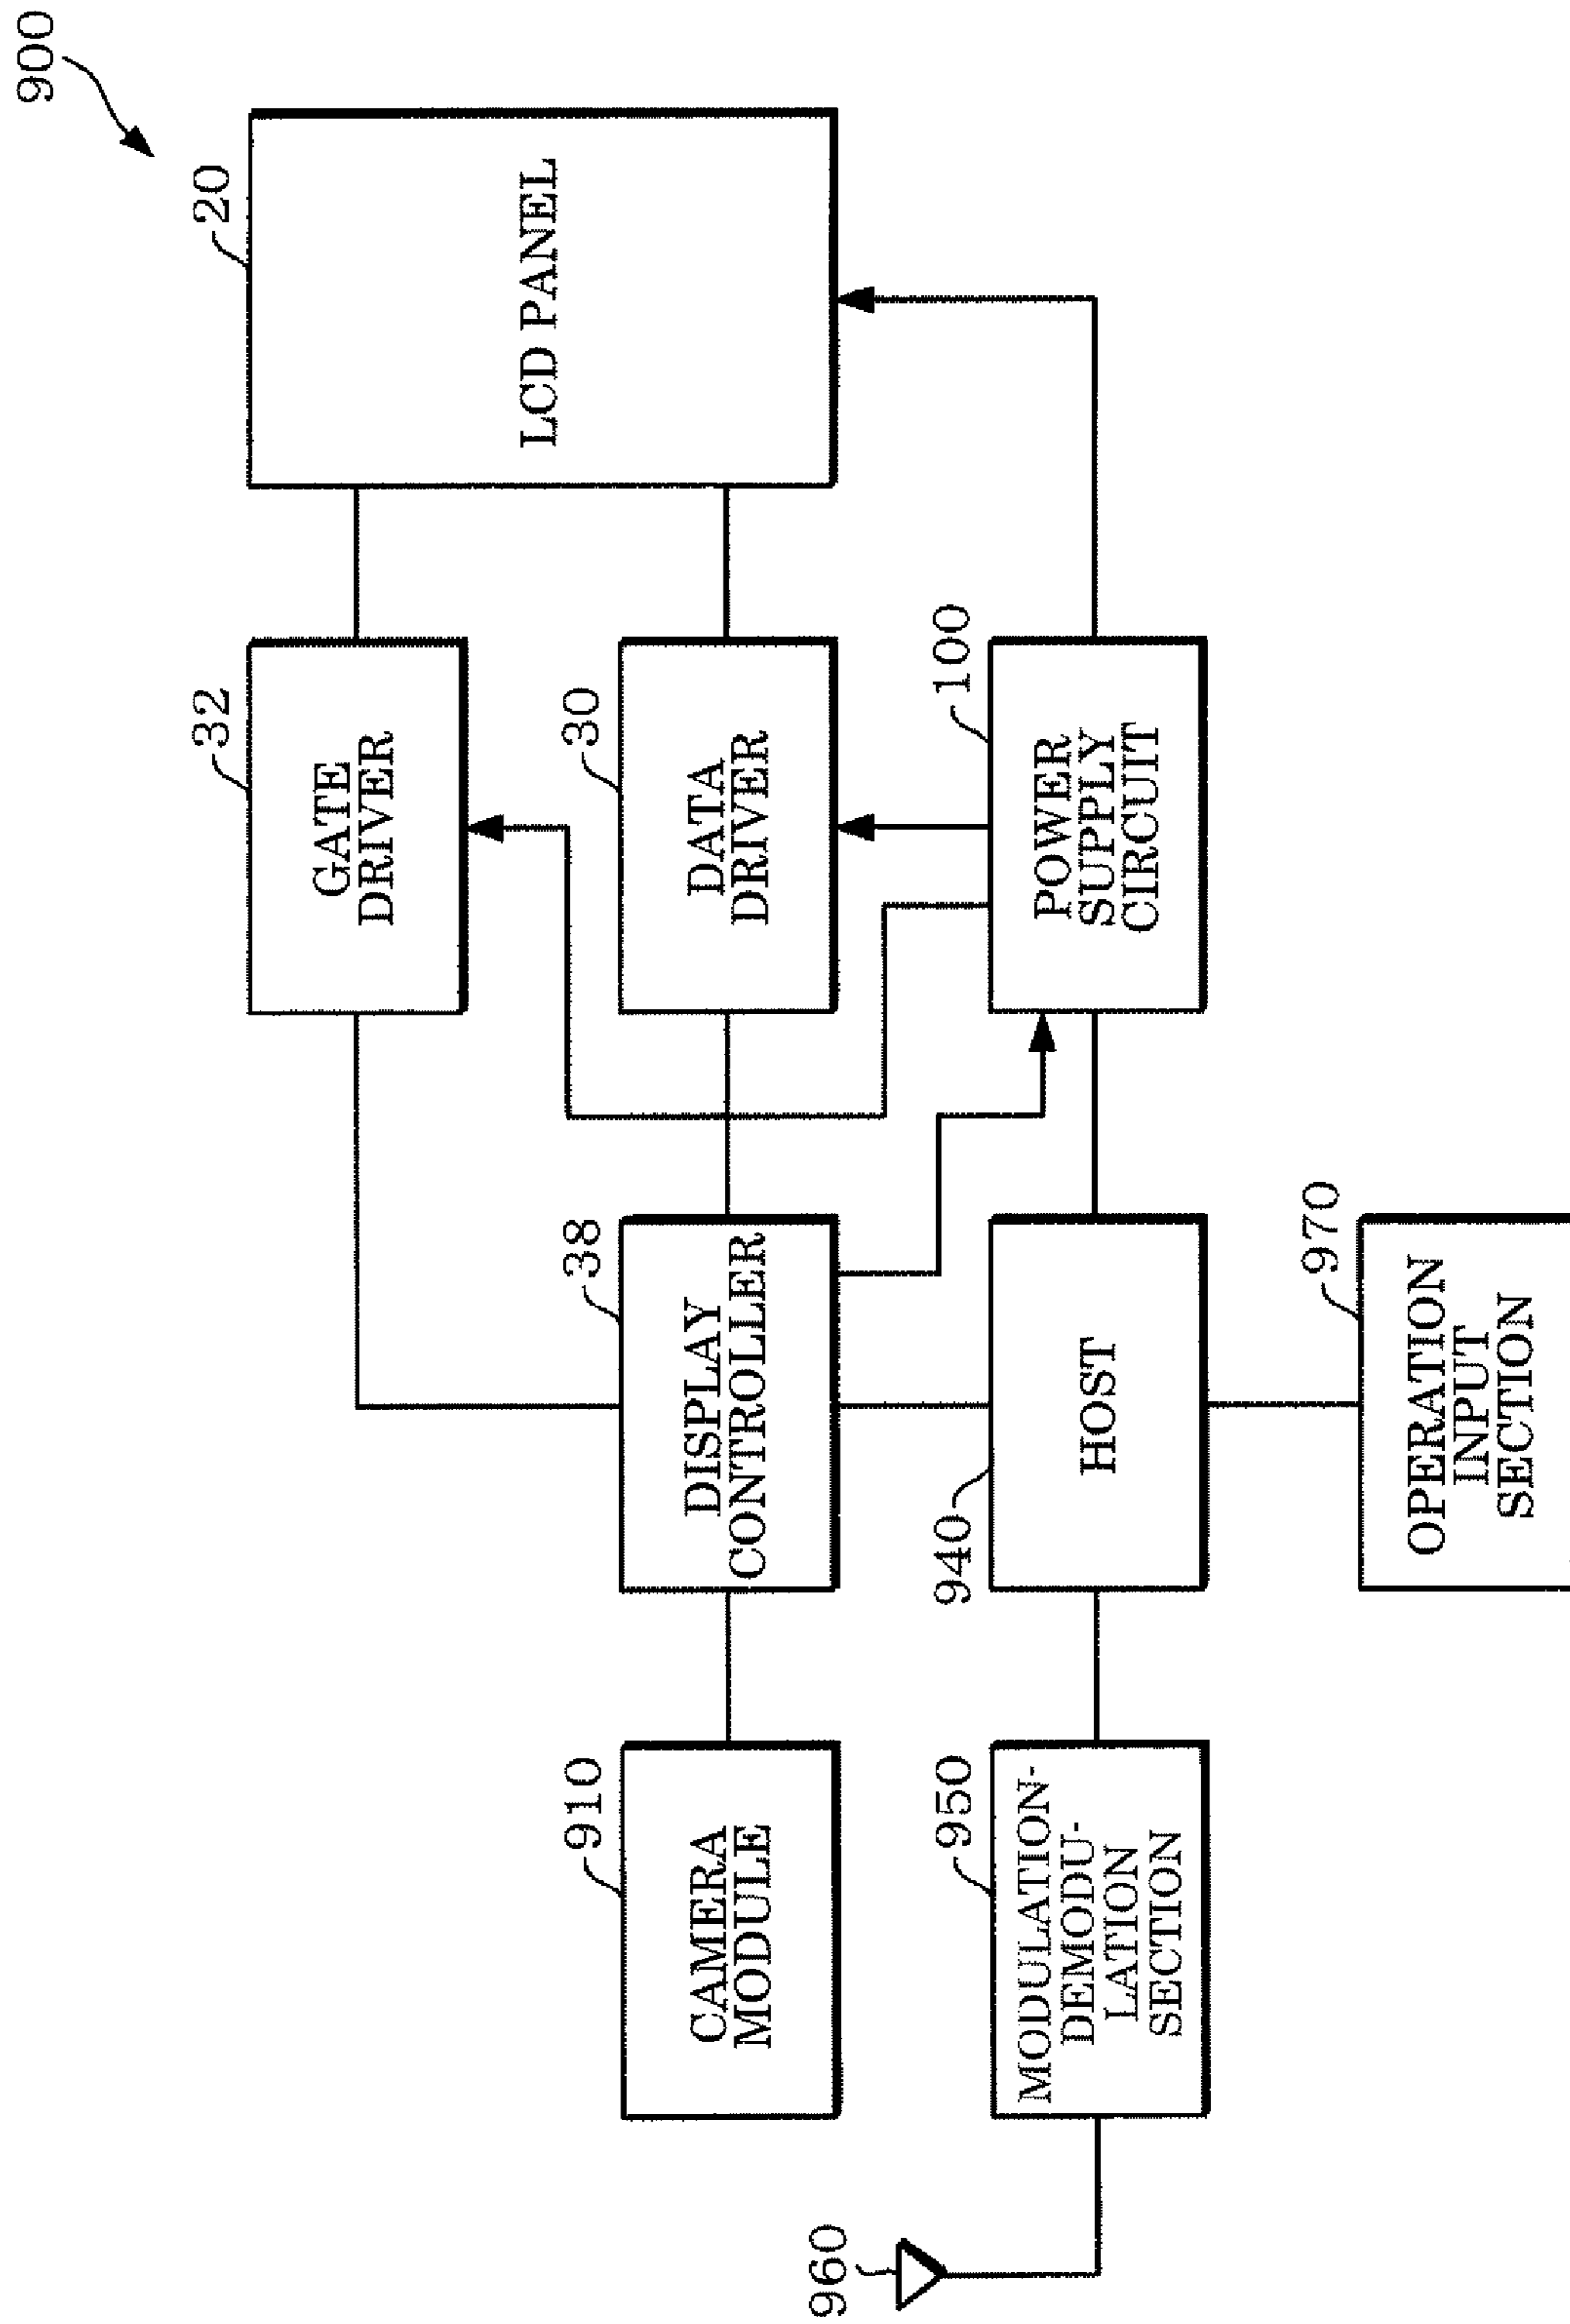 900
960
910
CAMERA
MODULE
950
MODULATION-
DEMODU-
LATION
SECTION
38
DISPLAY
CONTROLLER
940
HOST
970
OPERATION
INPUT
SECTION
32
GATE
DRIVER
30
DATA
DRIVER
100
POWER
SUPPLY
CIRCUIT
20
LCD PANEL